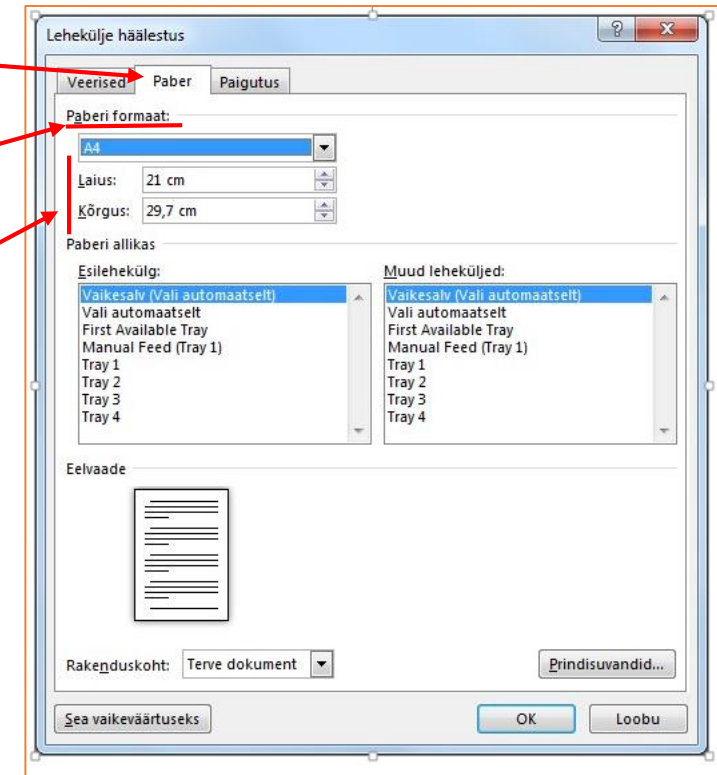 Lehekülje häälestus
Veerised Paber Paigutus
Paberi formaat:
A4
Laius: 21 cm
Kõrgus: 29,7 cm
Paberi allikas
Esilehekülg: Muud leheküljed:
Vaikesalv (Vali automaatselt) Vaikesalv (Vali automaatselt)
Vali automaatselt Vali automaatselt
First Available Tray First Available Tray
Manual Feed (Tray 1) Manual Feed (Tray 1)
Tray 1 Tray 1
Tray 2 Tray 2
Tray 3 Tray 3
Tray 4 Tray 4
Eelvaade
Rakenduskoht: Terve dokument Prindisuvandid...
Sea vaikeväärtuseks OK Loobu